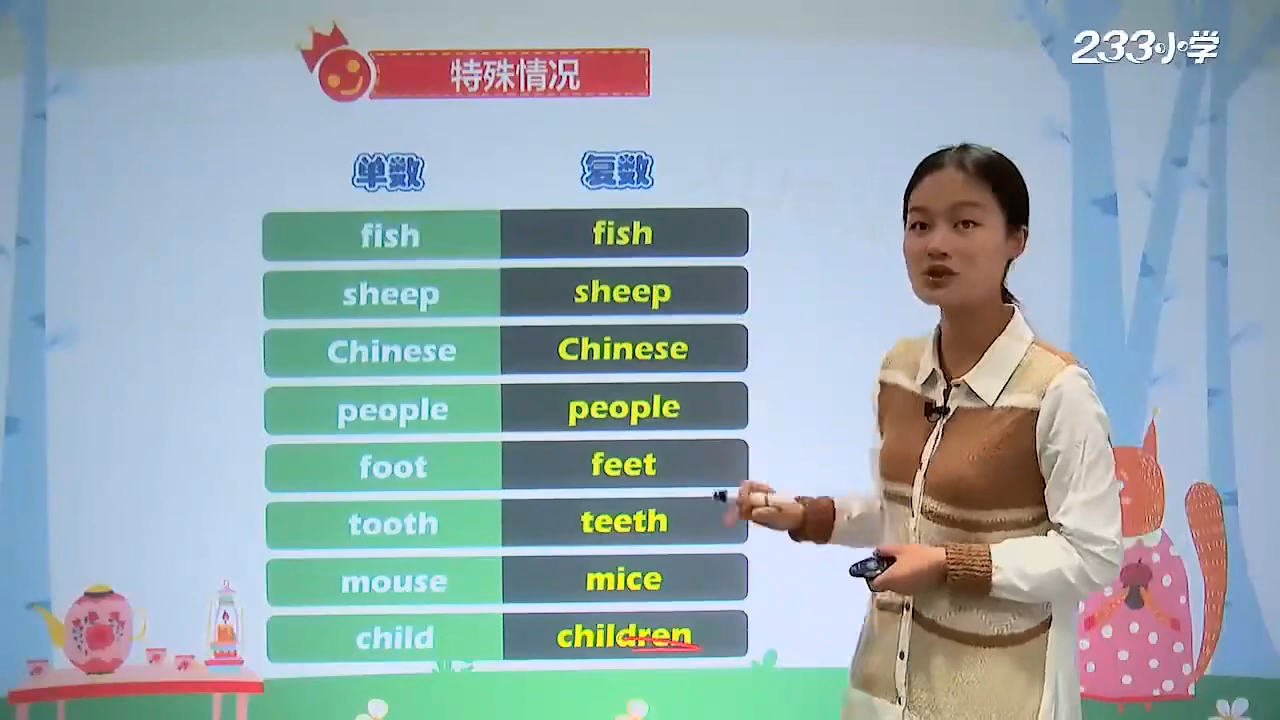 233小学
特殊情况
单数 复数
fish fish
sheep sheep
Chinese Chinese
people people
foot feet
tooth teeth
mouse mice
child children